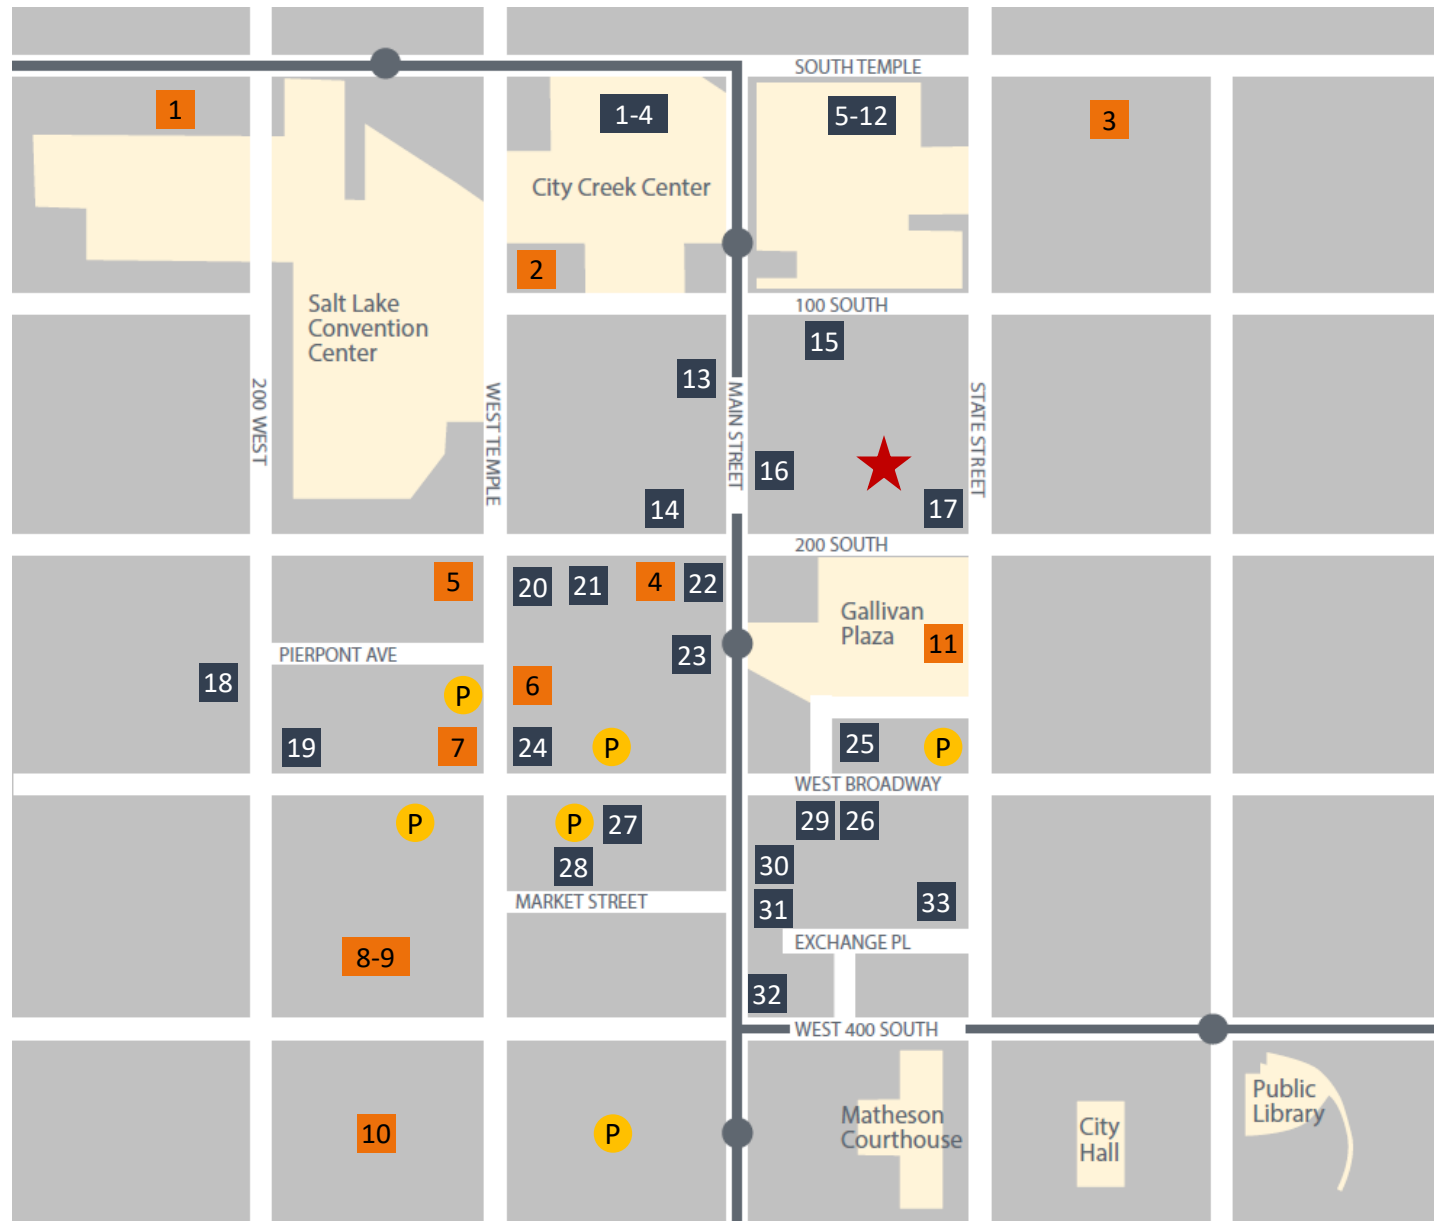 SOUTH TEMPLE
1
1-4
5-12
3
City Creek Center
2
Salt Lake
Convention
Center
100 SOUTH
15
13
200 WEST
WEST TEMPLE
MAIN STREET
STATE STREET
16
14
17
200 SOUTH
5
20
21
4
22
Gallivan
Plaza
11
PIERPONT AVE
23
18
P
6
19
7
24
P
25
P
WEST BROADWAY
P
P
27
29
26
28
30
MARKET STREET
31
33
EXCHANGE PL
8-9
32
WEST 400 SOUTH
10
P
Matheson
Courthouse
City
Hall
Public
Library